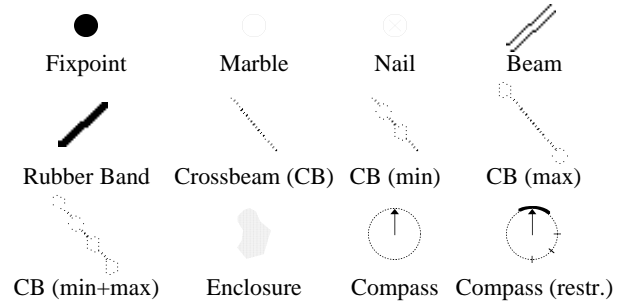 Fixpoint Marble Nail Beam
Rubber Band Crossbeam (CB) CB (min) CB (max)
CB (min+max) Enclosure Compass Compass (restr.)